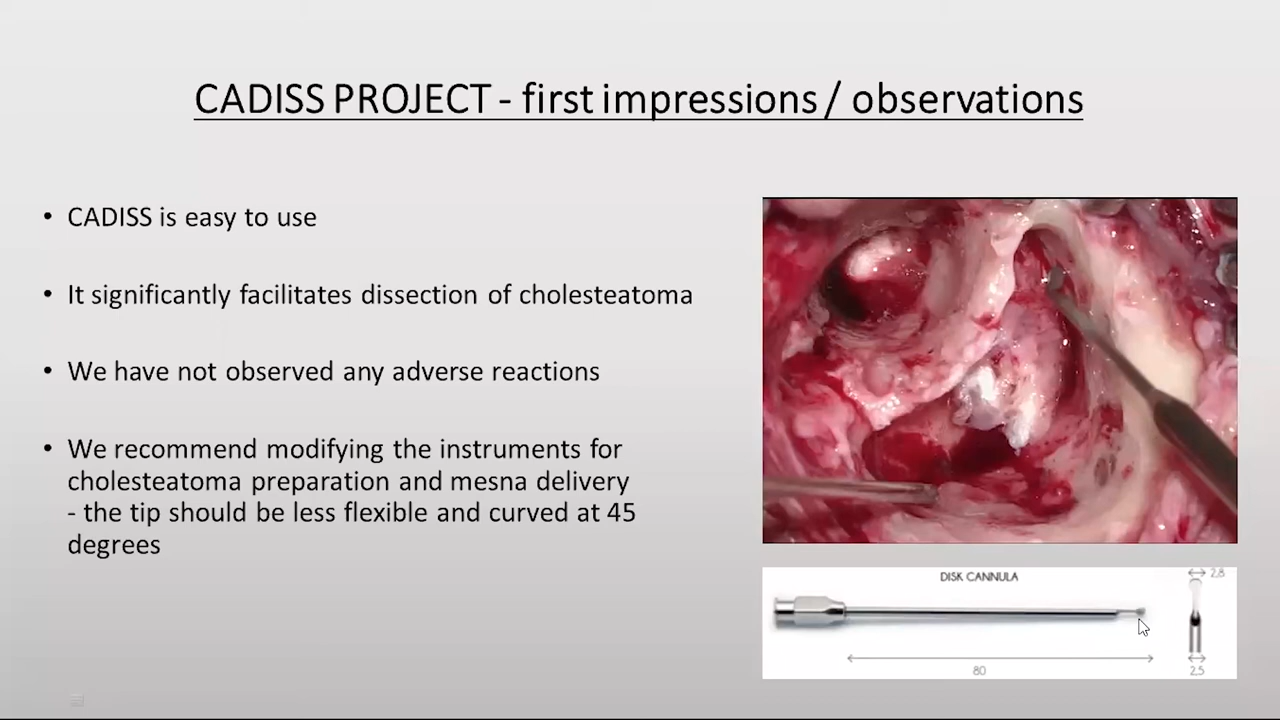 CADISS PROJECT - first impressions / observations
• CADISS is easy to use
• It significantly facilitates dissection of cholesteatoma
• We have not observed any adverse reactions
• We recommend modifying the instruments for
cholesteatoma preparation and mesna delivery
- the tip should be less flexible and curved at 45
degrees
DISK CANNULA
2.8
80
2.5